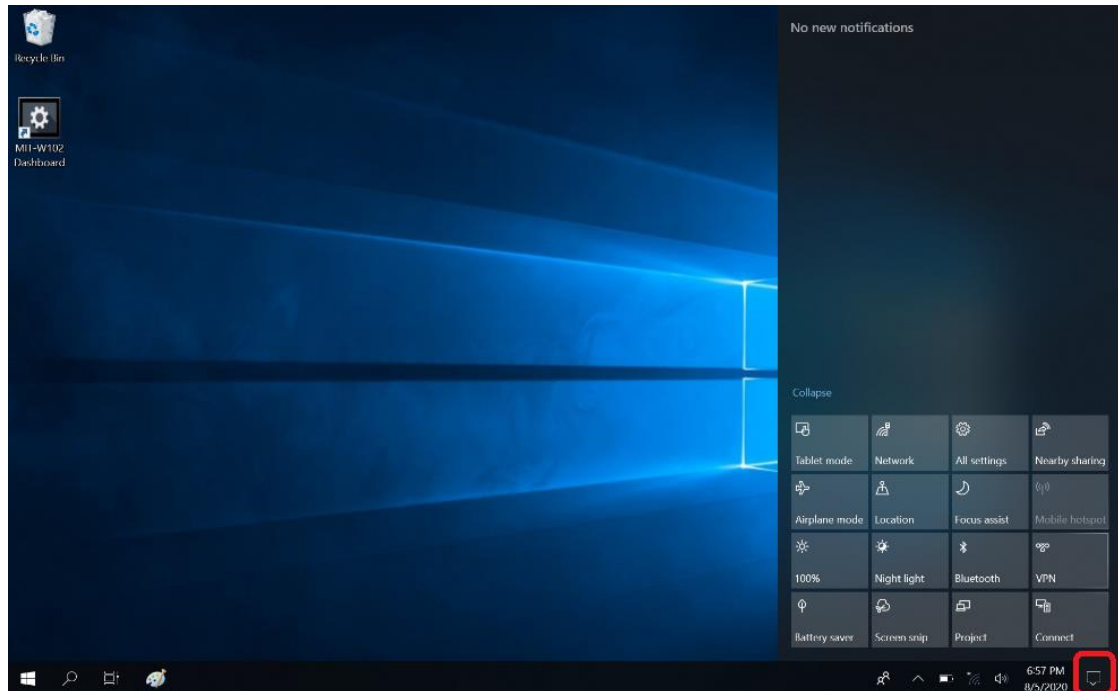 Recycle Bin
MIT-W102
Dashboard
No new notifications
Collapse
Tablet mode
Network
All settings
Nearby sharing
Airplane mode
Location
Focus assist
Mobile hotspot
100%
Night light
Bluetooth
VPN
Battery saver
Screen snip
Project
Connect
6:57 PM
8/5/2020